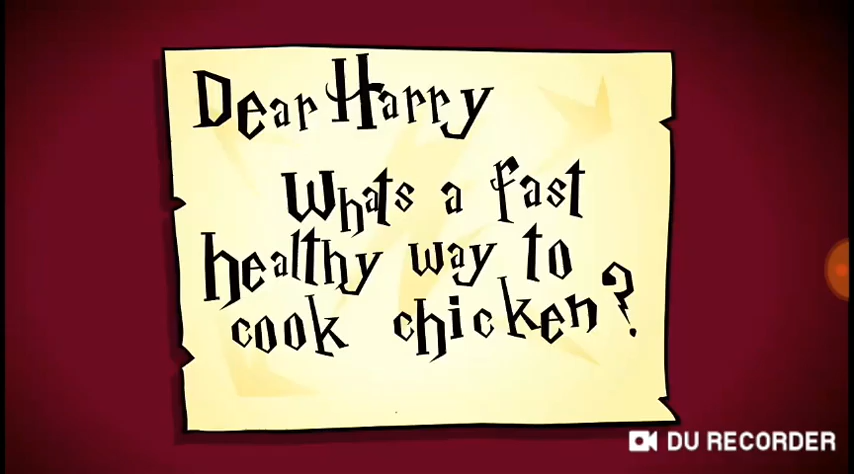 Dear Harry
Whats a fast
healthy way to
cook chicken?
DU RECORDER